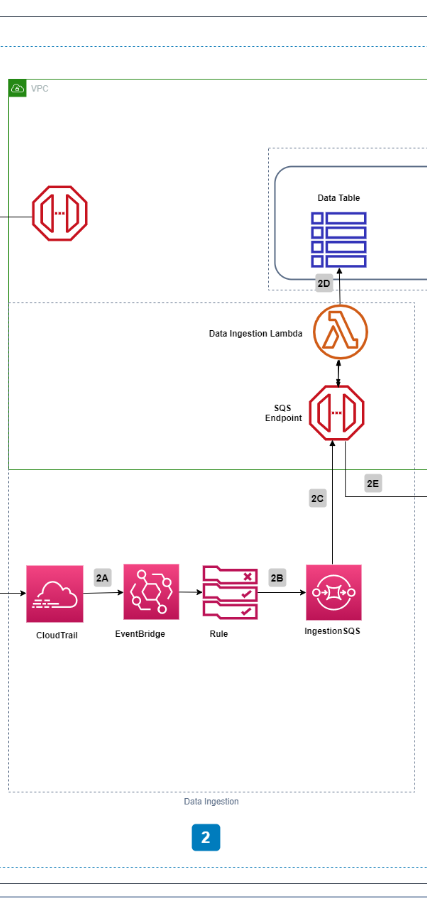 VPC
Data Table
2D
Data Ingestion Lambda
SQS
Endpoint
2E
2C
2A
2B
CloudTrail
EventBridge
Rule
IngestionSQS
Data Ingestion
2